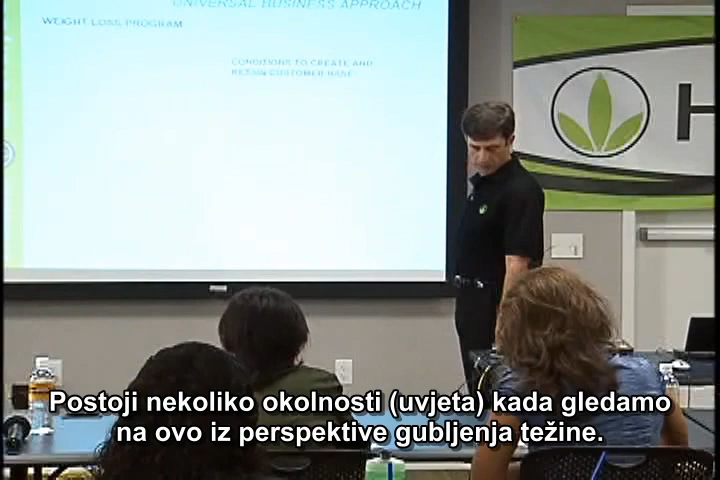 UNIVERSAL BUSINESS APPROACH
WEIGHT LOSS PROGRAM
CONDITIONS TO CREATE AND
RETAIN CUSTOMER BASE
H
Postoji nekoliko okolnosti (uvjeta) kada gledamo
na ovo iz perspektive gubljenja težine.